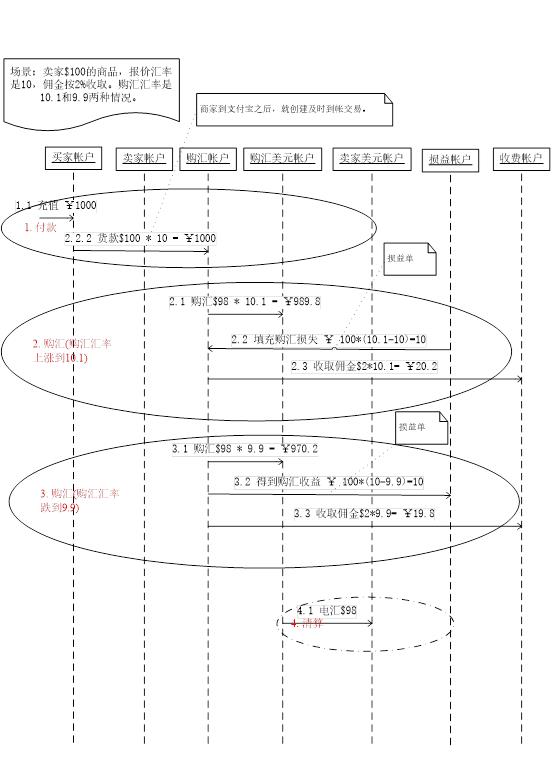 场景：卖家$100的商品，报价汇率
是10，佣金按2%收取。购汇汇率是
10.1和9.9两种情况。
商家到支付宝之后，就创建及时到帐交易。
买家帐户
卖家帐户
购汇帐户
购汇美元帐户
卖家美元帐户
损益帐户
收费帐户
1.1 充值 ￥1000
1. 付款
2.2.2 货款$100 * 10 = ￥1000
损益单
2.1 购汇$98 * 10.1 = ￥989.8
2.2 填充购汇损失 ￥ 100*(10.1-10)=10
2. 购汇(购汇汇率
上涨到10.1)
2.3 收取佣金$2*10.1= ￥20.2
损益单
3.1 购汇$98 * 9.9 = ￥970.2
3.2 得到购汇收益 ￥ 100*(10-9.9)=10
3. 购汇(购汇汇率
跌到9.9)
3.3 收取佣金$2*9.9= ￥19.8
4.1 电汇$98
4. 清算